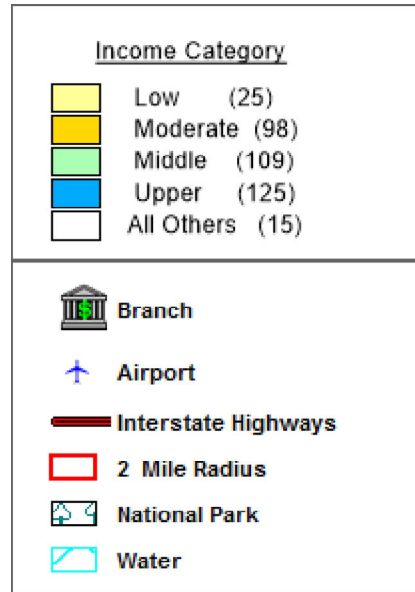 Income Category
Low (25)
Moderate (98)
Middle (109)
Upper (125)
All Others (15)
$
Branch
Airport
Interstate Highways
2 Mile Radius
National Park
Water